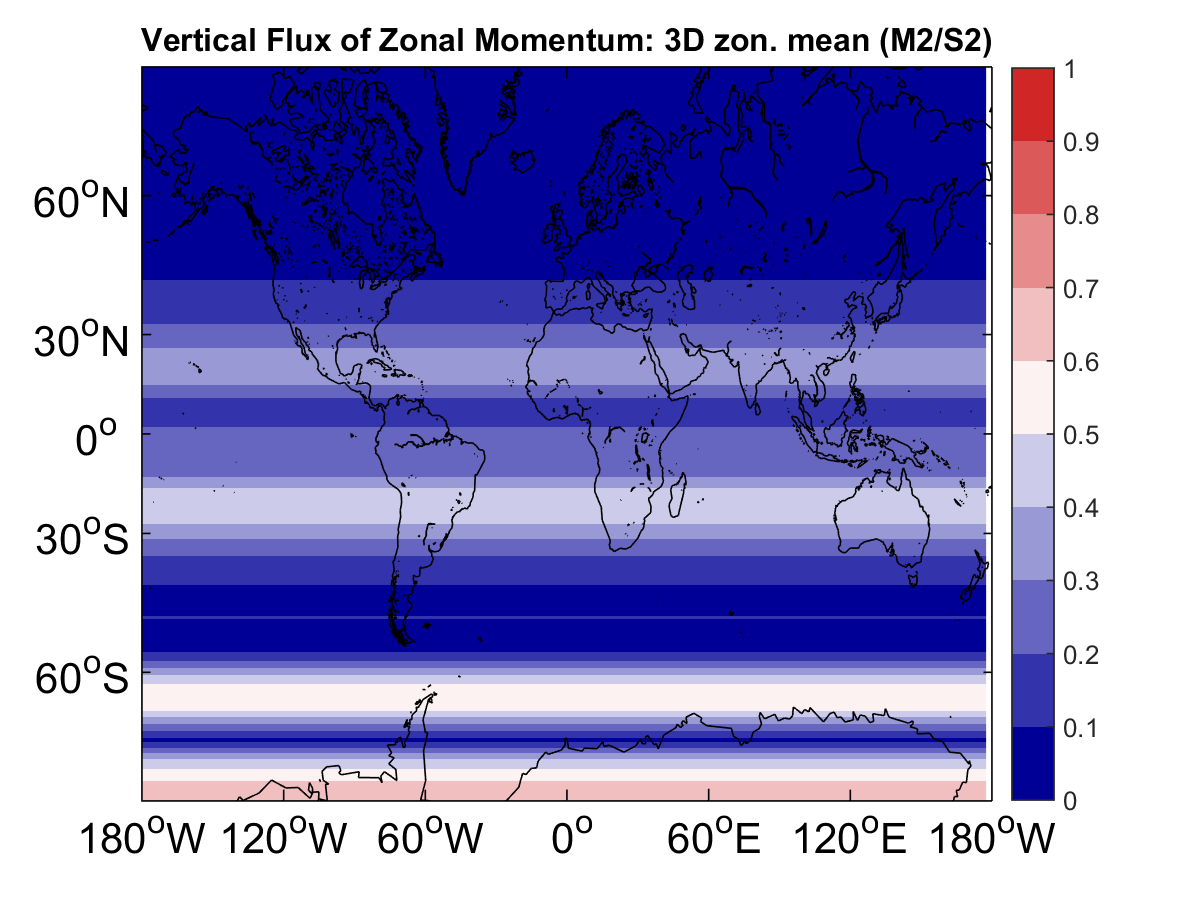 Vertical Flux of Zonal Momentum: 3D zon. mean (M2/S2)
60ºN
30ºN
0º
30ºS
60ºS
180ºW 120ºW 60ºW 0º 60ºE 120ºE 180ºW
1
0.9
0.8
0.7
0.6
0.5
0.4
0.3
0.2
0.1
0